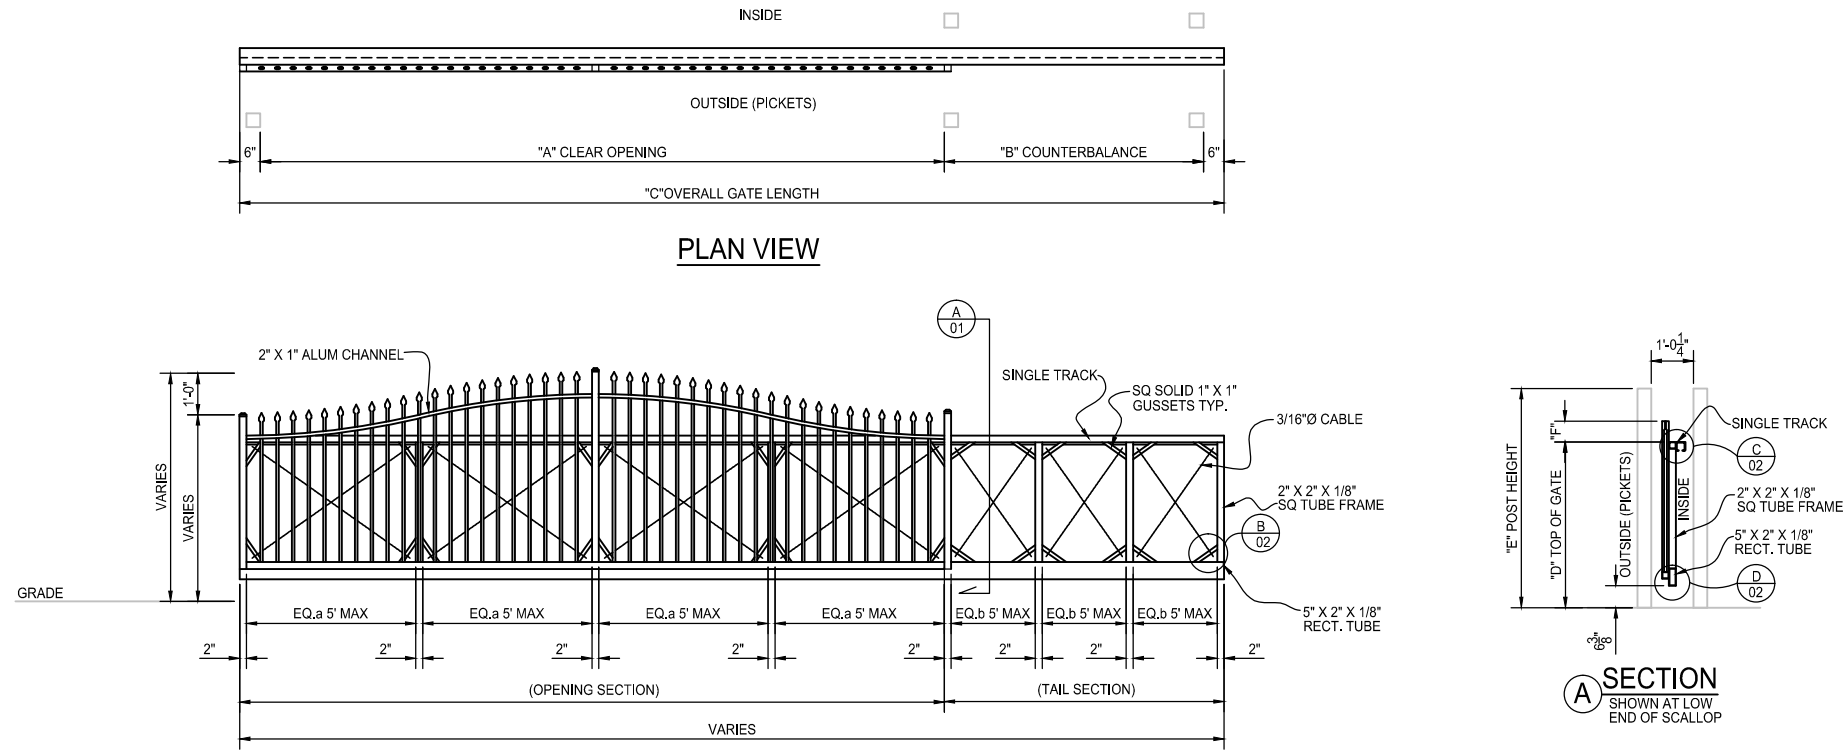 INSIDE
OUTSIDE (PICKETS)
6"
"A" CLEAR OPENING
"B" COUNTERBALANCE
6"
"C"OVERALL GATE LENGTH
PLAN VIEW
A
01
2" X 1" ALUM CHANNEL
SINGLE TRACK
SQ SOLID 1" X 1"
GUSSETS TYP.
3/16"Ø CABLE
1'-0"
VARIES
VARIES
2" X 2" X 1/8"
SQ TUBE FRAME
B
02
GRADE
5" X 2" X 1/8"
RECT. TUBE
EQ.a 5' MAX
EQ.a 5' MAX
EQ.a 5' MAX
EQ.a 5' MAX
EQ.b 5' MAX
EQ.b 5' MAX
EQ.b 5' MAX
2"
2"
2"
2"
2"
2"
2"
2"
(OPENING SECTION)
(TAIL SECTION)
VARIES
1'-0 1/4"
"F"
SINGLE TRACK
C
02
"E" POST HEIGHT
"D" TOP OF GATE
OUTSIDE (PICKETS)
INSIDE
2" X 2" X 1/8"
SQ TUBE FRAME
5" X 2" X 1/8"
RECT. TUBE
D
02
6 3/8"
A
SECTION
SHOWN AT LOW
END OF SCALLOP